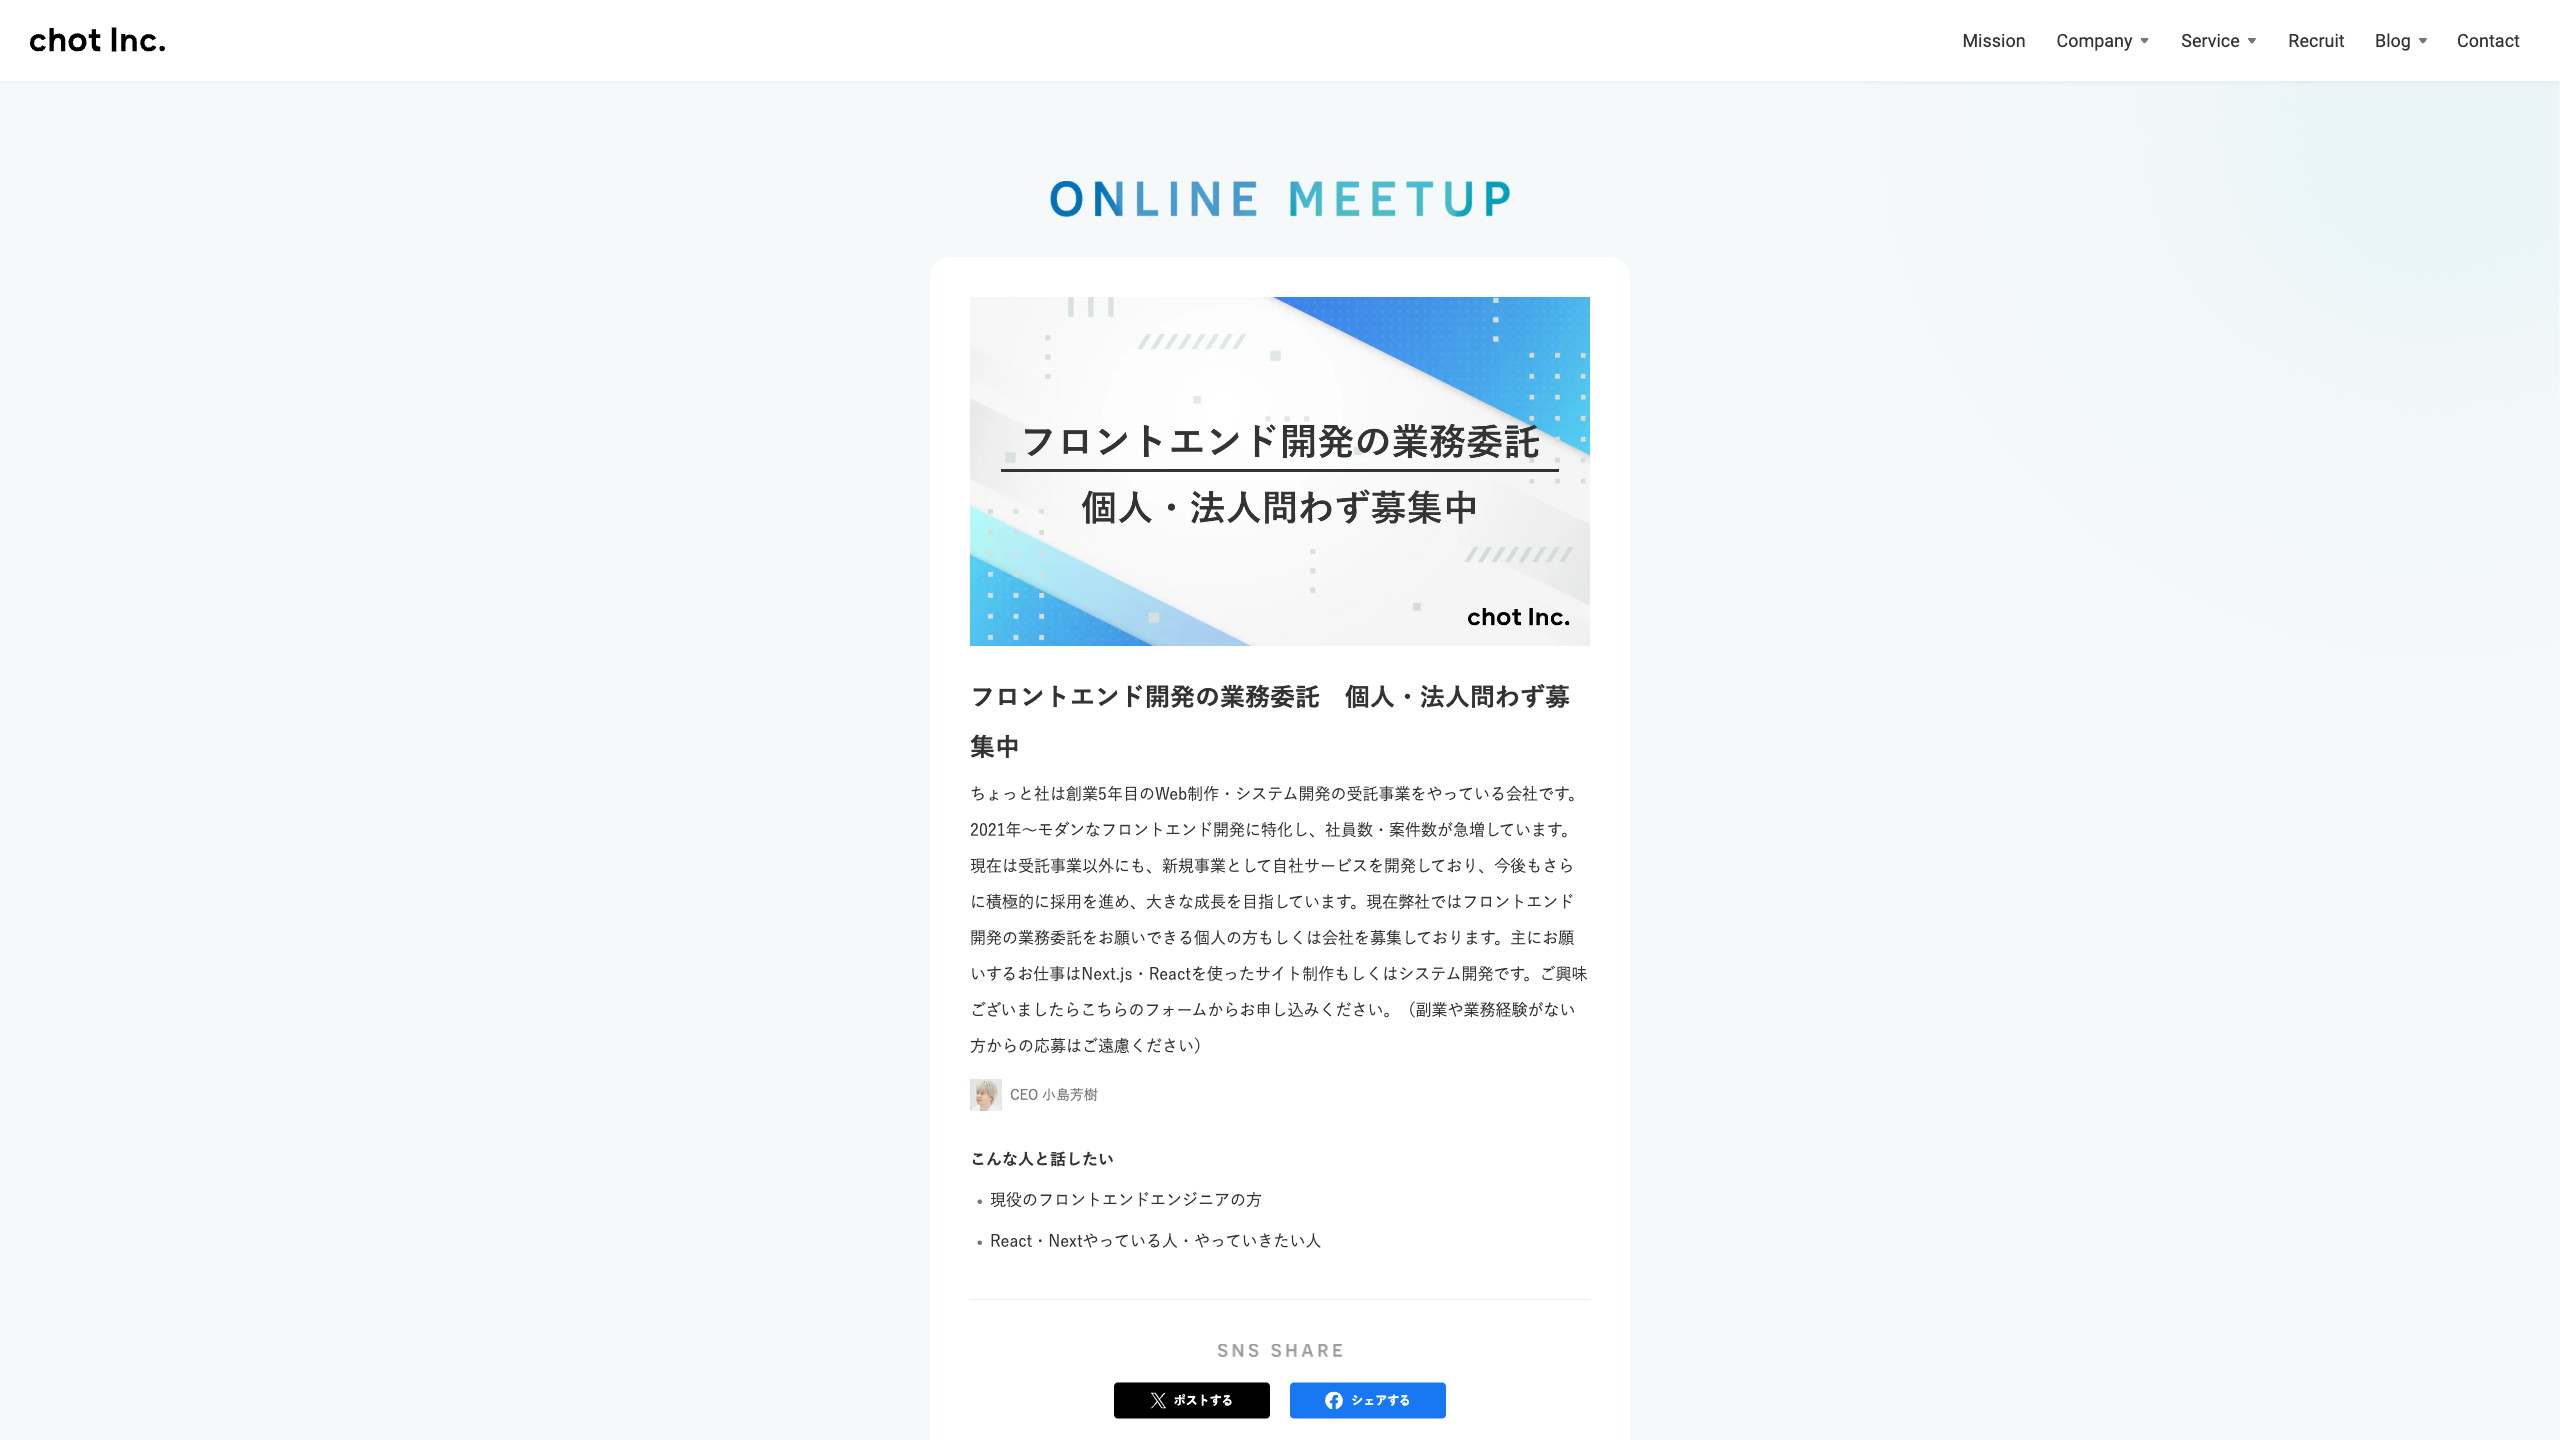 chot Inc.
Mission Company Service Recruit Blog Contact
ONLINE MEETUP
フロントエンド開発の業務委託
個人・法人問わず募集中
chot Inc.
フロントエンド開発の業務委託　個人・法人問わず募
集中
ちょっと社は創業5年目のWeb制作・システム開発の受託事業をやっている会社です。
2021年〜モダンなフロントエンド開発に特化し、社員数・案件数が急増しています。
現在は受託事業以外にも、新規事業として自社サービスを開発しており、今後もさら
に積極的に採用を進め、大きな成長を目指しています。現在弊社ではフロントエンド
開発の業務委託をお願いできる個人の方もしくは会社を募集しております。主にお願
いするお仕事はNext.js・Reactを使ったサイト制作もしくはシステム開発です。ご興味
ございましたらこちらのフォームからお申し込みください。（副業や業務経験がない
方からの応募はご遠慮ください）
CEO 小島芳樹
こんな人と話したい
・現役のフロントエンドエンジニアの方
・React・Nextやっている人・やっていきたい人
SNS SHARE
ポストする シェアする